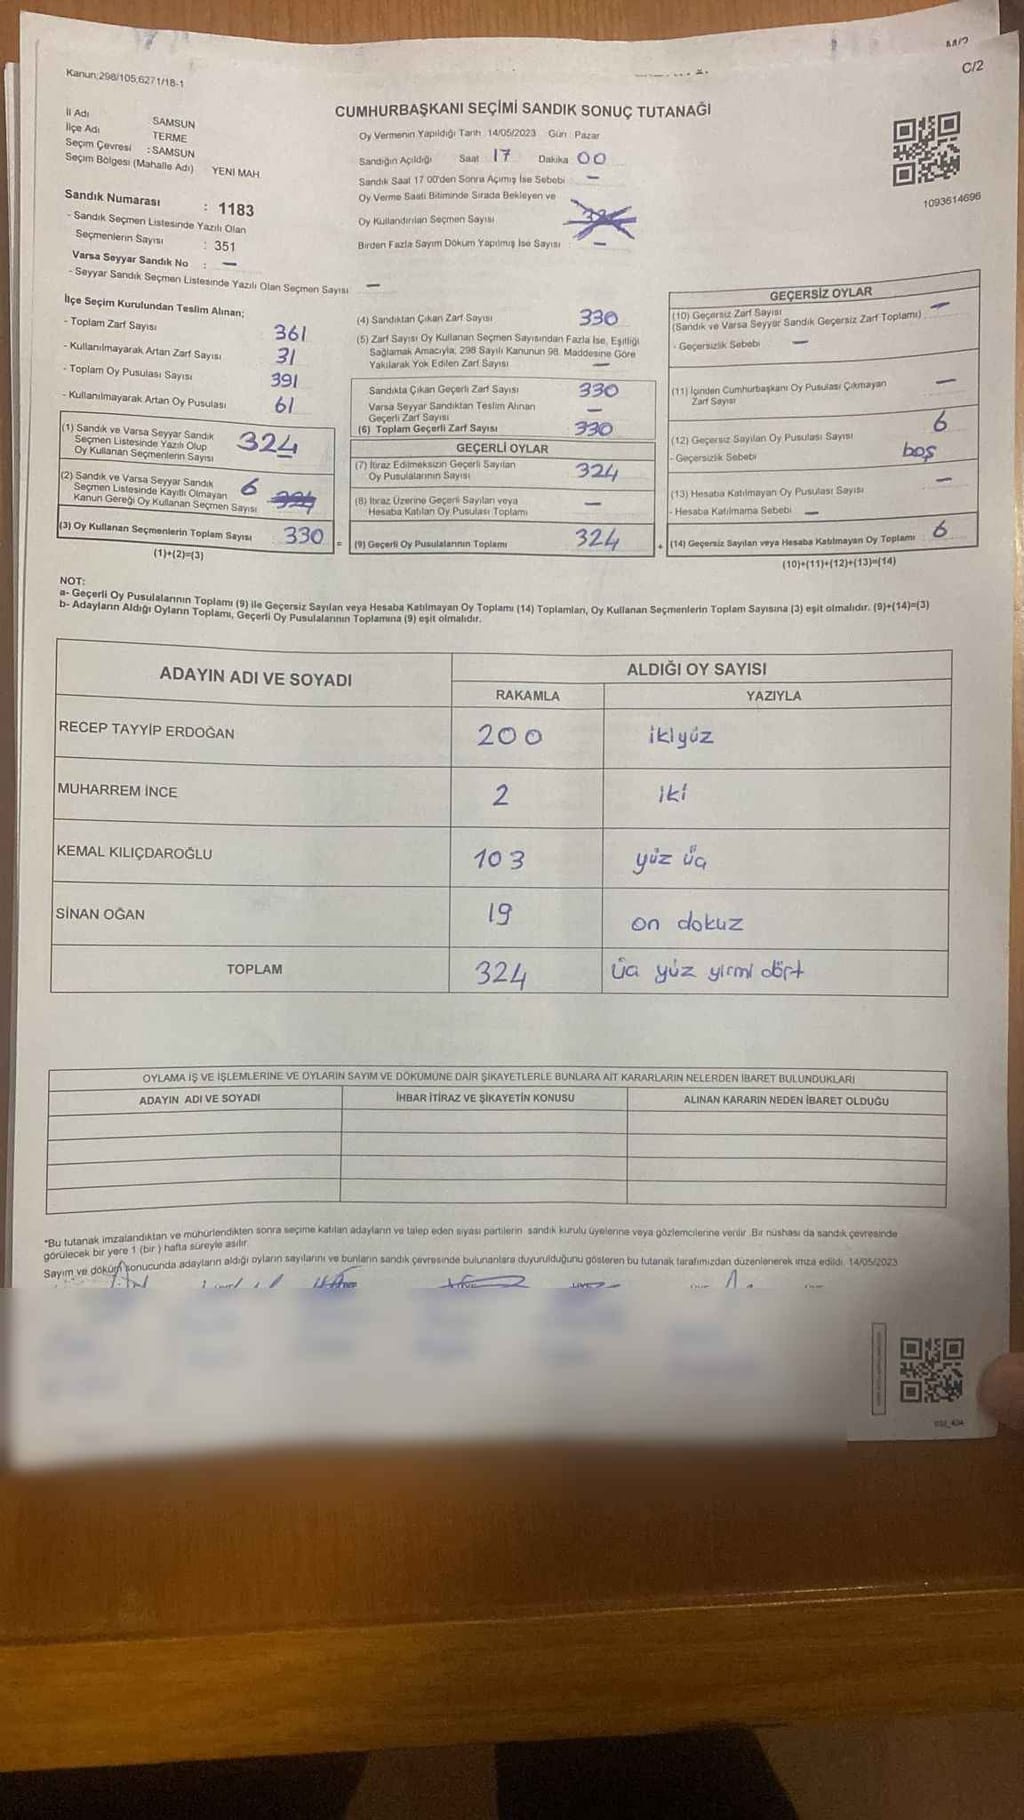 Kanun;298/105;6271/18-1
C/2
CUMHURBAŞKANI SEÇİMİ SANDIK SONUÇ TUTANAĞI
İl Adı SAMSUN
İlçe Adı TERME
Seçim Çevresi : SAMSUN
Seçim Bölgesi (Mahalle Adı) YENİ MAH.
Oy Vermenin Yapıldığı Tarih 14/05/2023 Gün Pazar
Sandığın Açıldığı Saat 17 Dakika 00
Sandık Saat 17 00'den Sonra Açımış İse Sebebi —
Oy Verme Saati Bitiminde Sırada Bekleyen ve
Oy Kullandırılan Seçmen Sayısı
Birden Fazla Sayım Döküm Yapılmış İse Sayısı —
1093614696
Sandık Numarası : 1183
- Sandık Seçmen Listesinde Yazılı Olan
Seçmenlerin Sayısı : 351
Varsa Seyyar Sandık No : —
- Seyyar Sandık Seçmen Listesinde Yazılı Olan Seçmen Sayısı —
İlçe Seçim Kurulundan Teslim Alınan;
- Toplam Zarf Sayısı 361
- Kullanılmayarak Artan Zarf Sayısı 31
- Toplam Oy Pusulası Sayısı 391
- Kullanılmayarak Artan Oy Pusulası 61
(1) Sandık ve Varsa Seyyar Sandık
Seçmen Listesinde Yazılı Olup
Oy Kullanan Seçmenlerin Sayısı 324
(2) Sandık ve Varsa Seyyar Sandık
Seçmen Listesinde Kayıtlı Olmayan
Kanun Gereği Oy Kullanan Seçmen Sayısı 6
(3) Oy Kullanan Seçmenlerin Toplam Sayısı 330
(1)+(2)=(3)
(4) Sandıktan Çıkan Zarf Sayısı 330
(5) Zarf Sayısı Oy Kullanan Seçmen Sayısından Fazla İse, Eşitliği
Sağlamak Amacıyla; 298 Sayılı Kanunun 98. Maddesine Göre
Yakılarak Yok Edilen Zarf Sayısı —
Sandıkta Çıkan Geçerli Zarf Sayısı 330
Varsa Seyyar Sandıktan Teslim Alınan
Geçerli Zarf Sayısı —
(6) Toplam Geçerli Zarf Sayısı 330
GEÇERLİ OYLAR
(7) İtiraz Edilmeksizin Geçerli Sayılan
Oy Pusulalarının Sayısı 324
(8) İtiraz Üzerine Geçerli Sayılan veya
Hesaba Katılan Oy Pusulası Toplamı —
= (9) Geçerli Oy Pusulalarının Toplamı 324
GEÇERSİZ OYLAR
(10) Geçersiz Zarf Sayısı
(Sandık ve Varsa Seyyar Sandık Geçersiz Zarf Toplamı) —
- Geçersizlik Sebebi —
(11) İçinden Cumhurbaşkanı Oy Pusulası Çıkmayan
Zarf Sayısı —
(12) Geçersiz Sayılan Oy Pusulası Sayısı 6
- Geçersizlik Sebebi boş
(13) Hesaba Katılmayan Oy Pusulası Sayısı —
- Hesaba Katılmama Sebebi —
+ (14) Geçersiz Sayılan veya Hesaba Katılmayan Oy Toplamı 6
(10)+(11)+(12)+(13)=(14)
NOT:
a- Geçerli Oy Pusulalarının Toplamı (9) ile Geçersiz Sayılan veya Hesaba Katılmayan Oy Toplamı (14) Toplamları, Oy Kullanan Seçmenlerin Toplam Sayısına (3) eşit olmalıdır. (9)+(14)=(3)
b- Adayların Aldığı Oyların Toplamı, Geçerli Oy Pusulalarının Toplamına (9) eşit olmalıdır.
ADAYIN ADI VE SOYADI
ALDIĞI OY SAYISI
RAKAMLA YAZIYLA
RECEP TAYYİP ERDOĞAN 200 ikiyüz
MUHARREM İNCE 2 iki
KEMAL KILIÇDAROĞLU 103 yüz üç
SİNAN OĞAN 19 on dokuz
TOPLAM 324 üç yüz yirmi dört
OYLAMA İŞ VE İŞLEMLERİNE VE OYLARIN SAYIM VE DÖKÜMÜNE DAİR ŞİKAYETLERLE BUNLARA AİT KARARLARIN NELERDEN İBARET BULUNDUKLARI
ADAYIN ADI VE SOYADI İHBAR İTİRAZ VE ŞİKAYETİN KONUSU ALINAN KARARIN NEDEN İBARET OLDUĞU
*Bu tutanak imzalandıktan ve mühürlendikten sonra seçime katılan adayların ve talep eden siyasi partilerin sandık kurulu üyelerine veya gözlemcilerine verilir. Bir nüshası da sandık çevresinde
görülecek bir yere 1 (bir) hafta süreyle asılır.
Sayım ve döküm sonucunda adayların aldığı oyların sayılarını ve bunların sandık çevresinde bulunanlara duyurulduğunu gösteren bu tutanak tarafımızdan düzenlenerek imza edildi. 14/05/2023